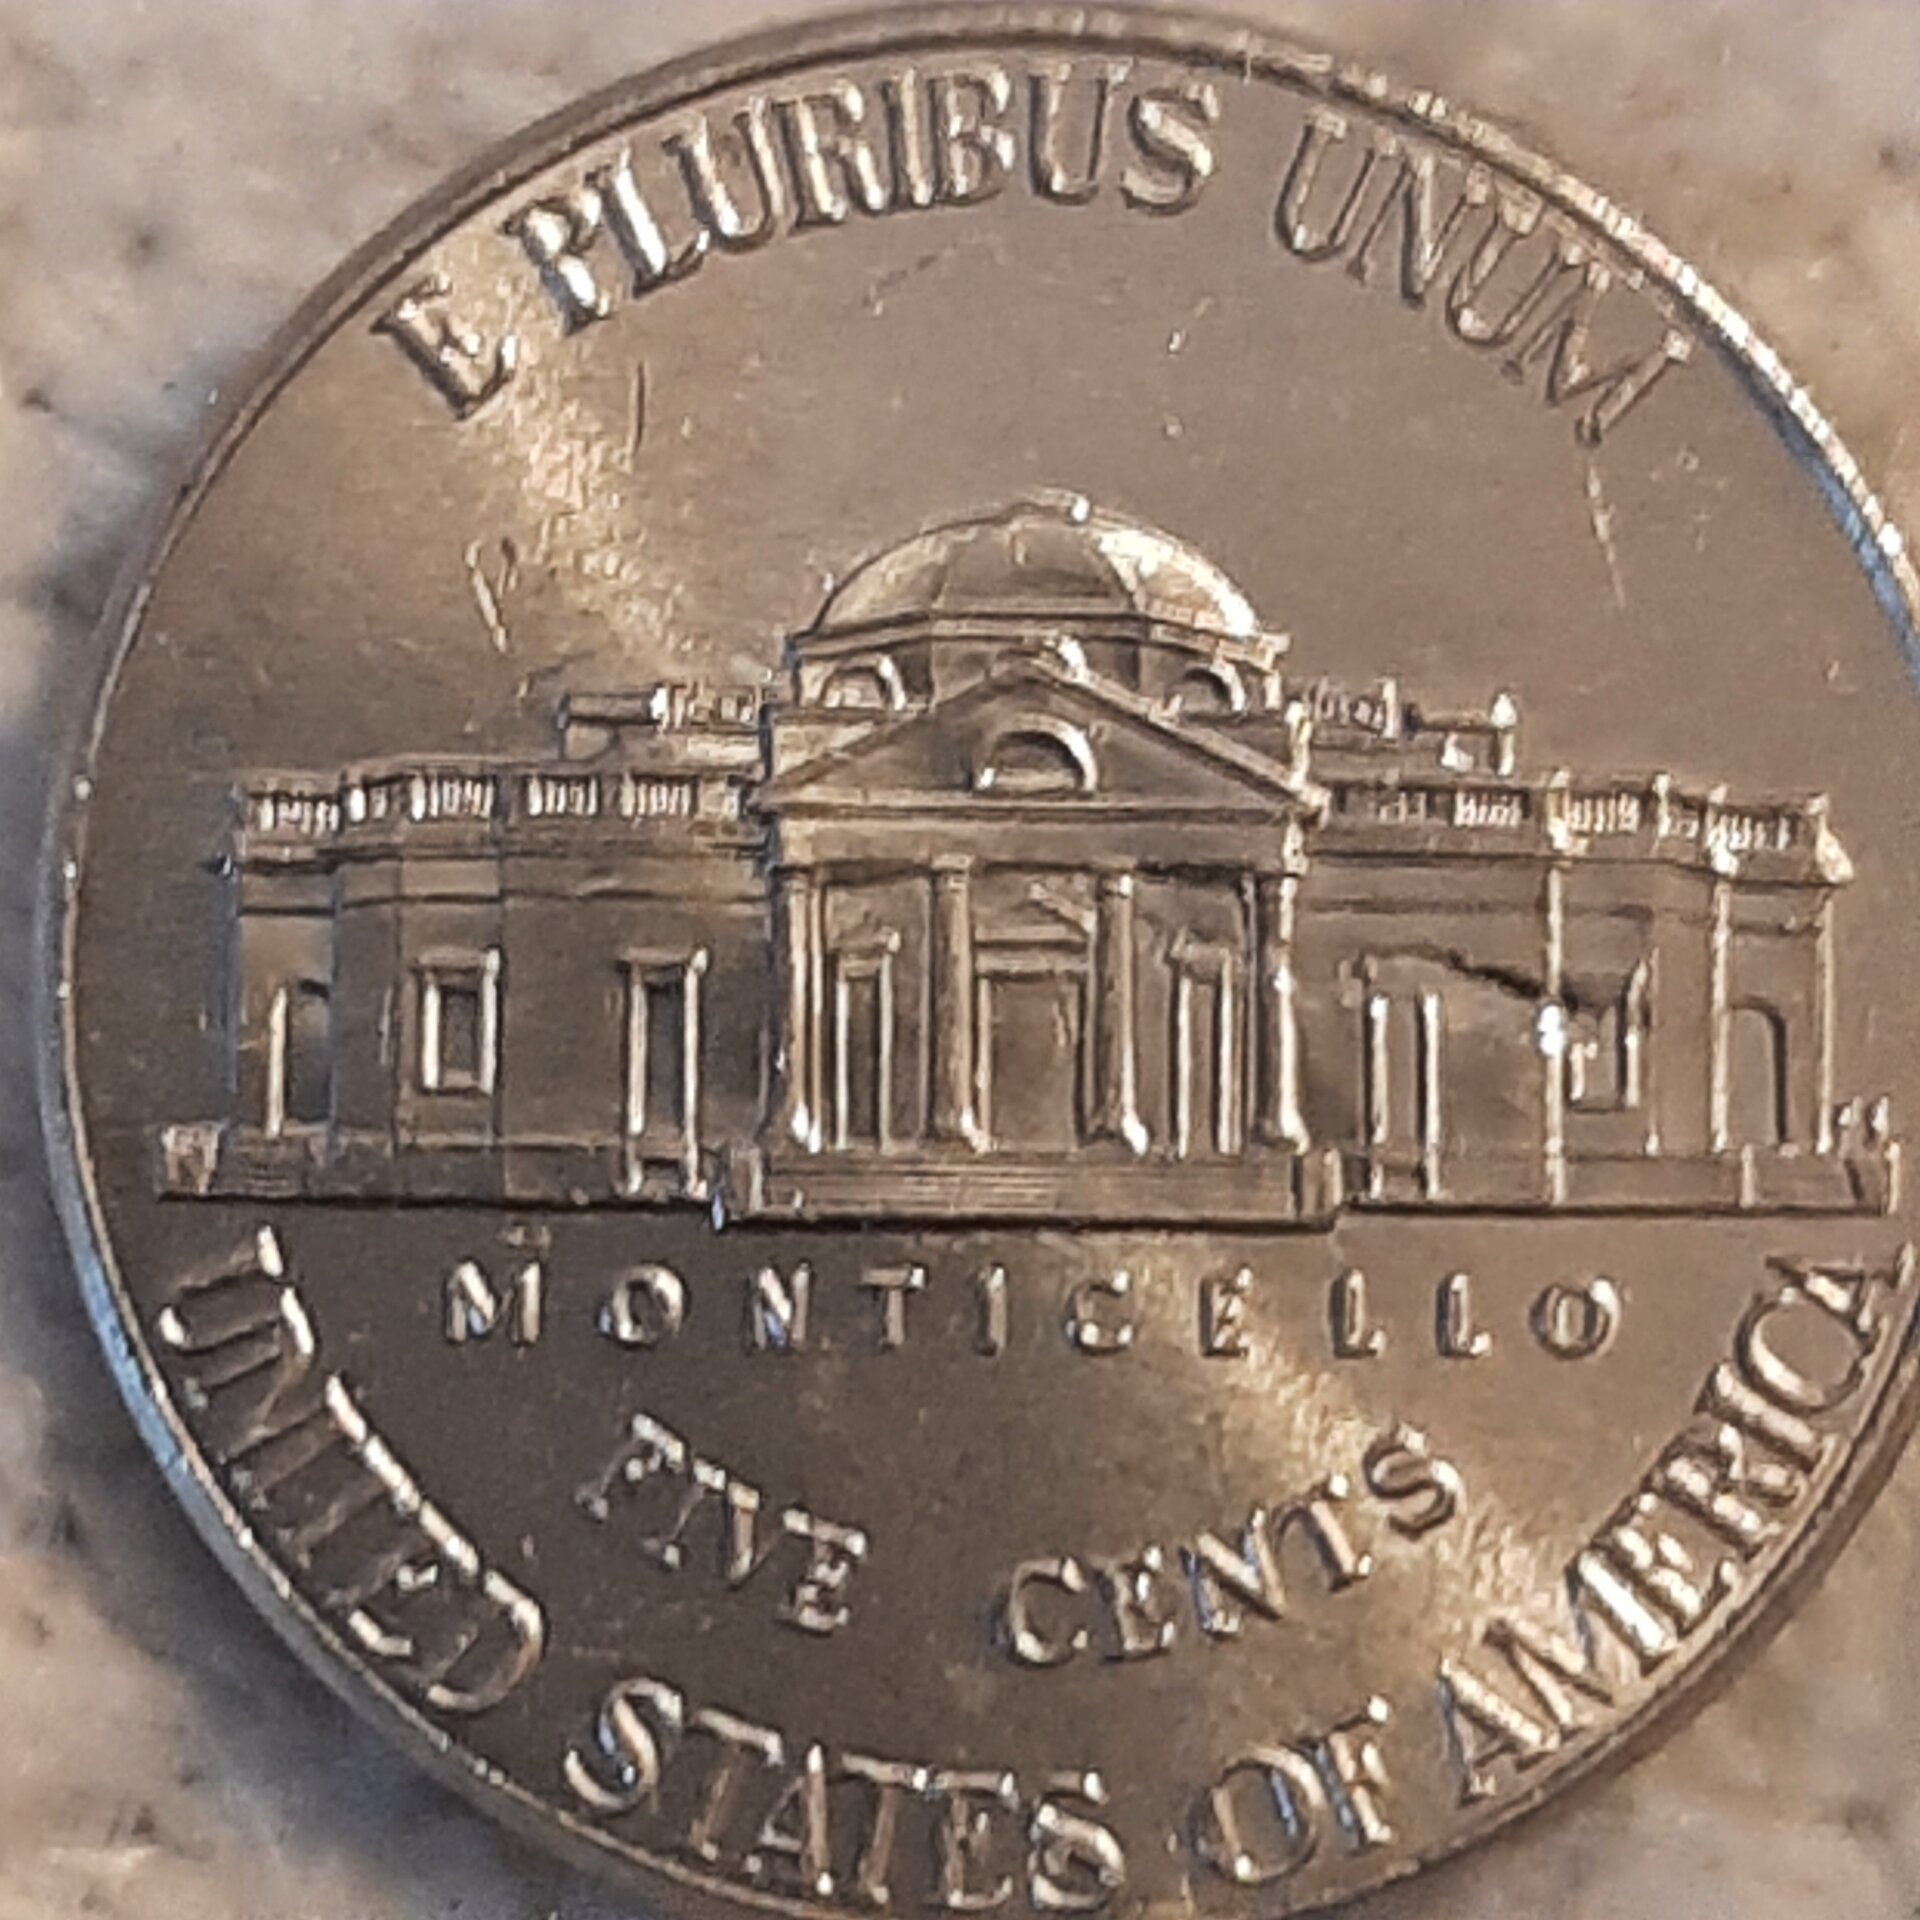 E PLURIBUS UNUM
MONTICELLO
FIVE CENTS
UNITED STATES OF AMERICA